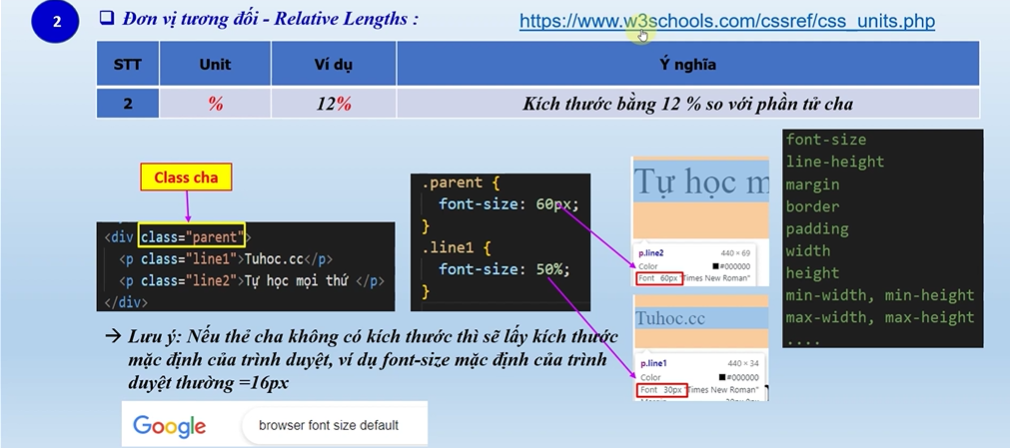 2
❑ Đơn vị tương đối - Relative Lengths :
https://www.w3schools.com/cssref/css_units.php
STT Unit Ví dụ Ý nghĩa
2 % 12% Kích thước bằng 12 % so với phần tử cha
Class cha
<div class="parent">
<p class="line1">Tuhoc.cc</p>
<p class="line2">Tự học mọi thứ </p>
</div>
.parent {
font-size: 60px;
}
.line1 {
font-size: 50%;
}
Tự học m
p.line2 440 × 69
Color #000000
Font 60px "Times New Roman"
Tuhoc.cc
p.line1 440 × 34
Color #000000
Font 30px "Times New Roman"
font-size
line-height
margin
border
padding
width
height
min-width, min-height
max-width, max-height
....
→ Lưu ý: Nếu thẻ cha không có kích thước thì sẽ lấy kích thước
mặc định của trình duyệt, ví dụ font-size mặc định của trình
duyệt thường =16px
Google
browser font size default